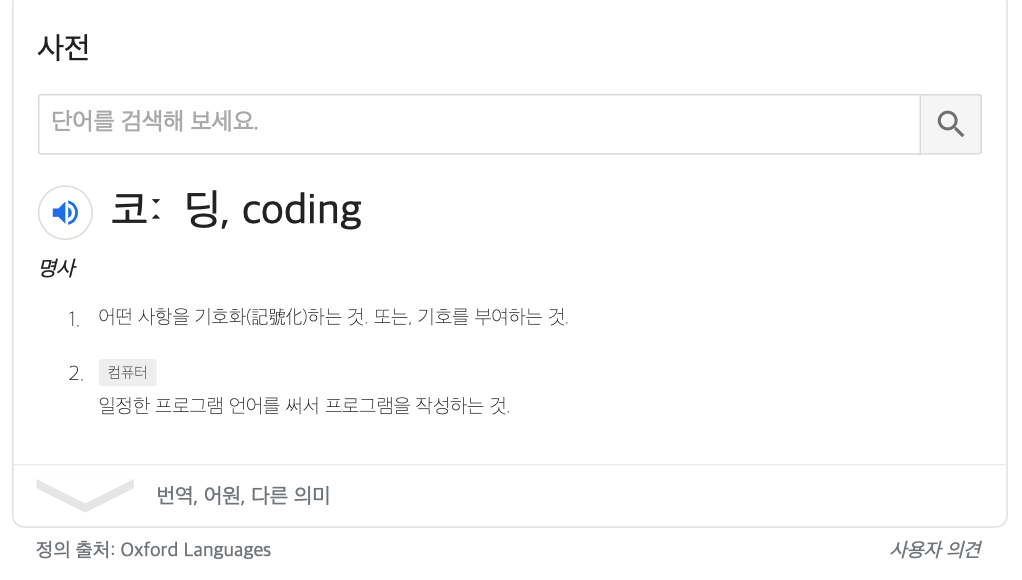 사전
단어를 검색해 보세요.
코ː 딩, coding
명사
1. 어떤 사항을 기호화(記號化)하는 것. 또는, 기호를 부여하는 것.
2. 컴퓨터
일정한 프로그램 언어를 써서 프로그램을 작성하는 것.
번역, 어원, 다른 의미
정의 출처: Oxford Languages 사용자 의견